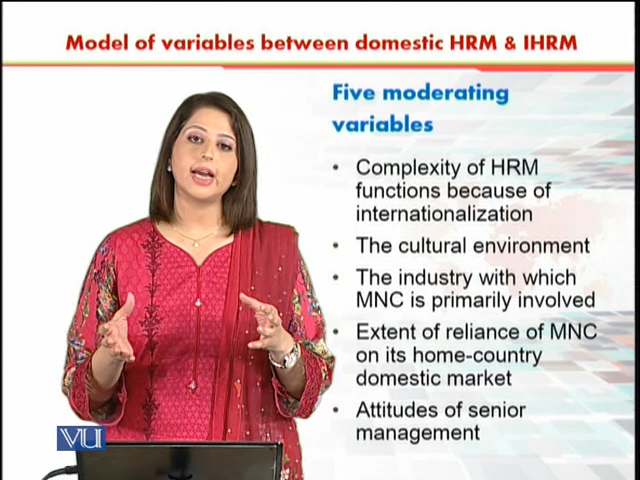 Model of variables between domestic HRM & IHRM
Five moderating
variables
• Complexity of HRM
functions because of
internationalization
• The cultural environment
• The industry with which
MNC is primarily involved
• Extent of reliance of MNC
on its home-country
domestic market
• Attitudes of senior
management
VU